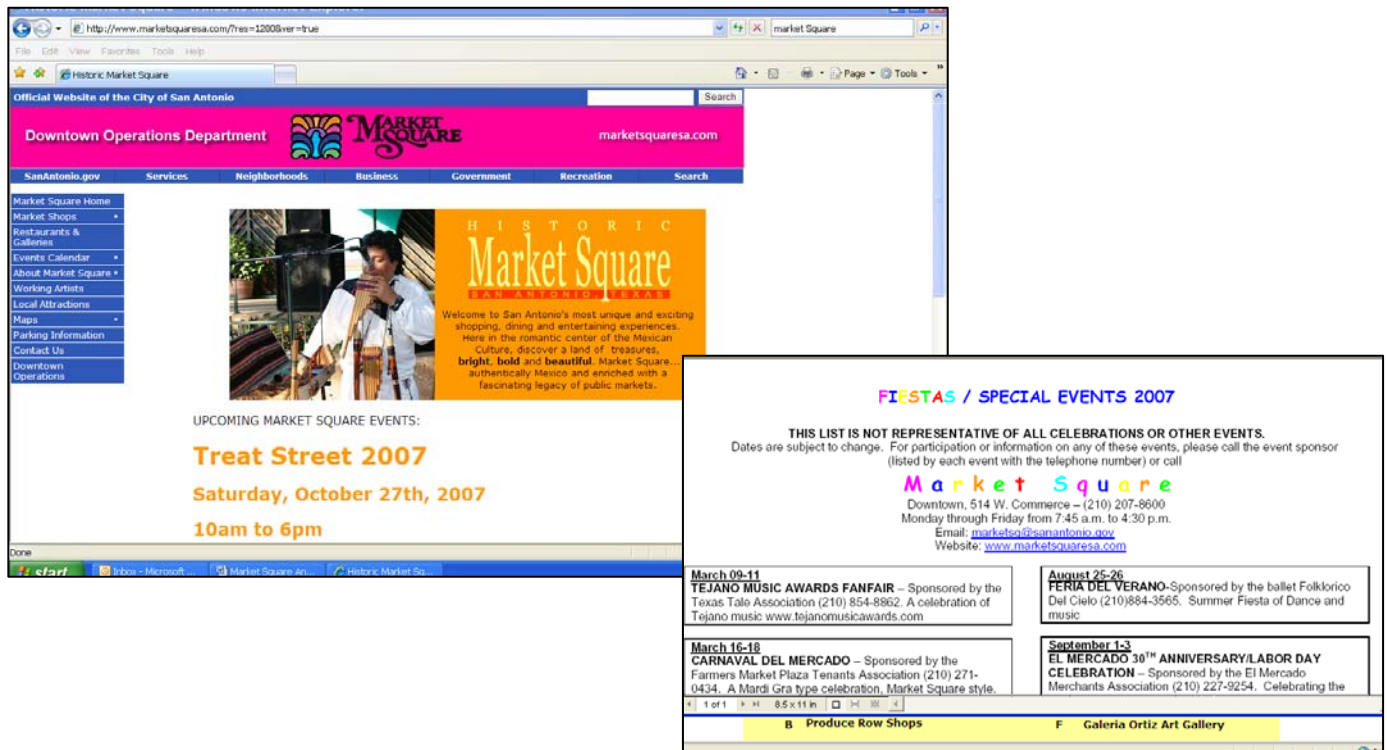 http://www.marketsquaresa.com/?res=1200&ver=true
market Square
File Edit View Favorites Tools Help
Historic Market Square
Page
Tools
Official Website of the City of San Antonio
Search
Downtown Operations Department
MARKET SQUARE
marketsquaresa.com
SanAntonio.gov Services Neighborhoods Business Government Recreation Search
Market Square Home
Market Shops
Restaurants &
Galleries
Events Calendar
About Market Square
Working Artists
Local Attractions
Maps
Parking Information
Contact Us
Downtown
Operations
HISTORIC
Market Square
SAN ANTONIO, TEXAS
Welcome to San Antonio's most unique and exciting
shopping, dining and entertaining experiences.
Here in the romantic center of the Mexican
Culture, discover a land of treasures,
bright, bold and beautiful. Market Square...
authentically Mexico and enriched with a
fascinating legacy of public markets.
UPCOMING MARKET SQUARE EVENTS:
Treat Street 2007
Saturday, October 27th, 2007
10am to 6pm
Done
start
Inbox - Microsoft ...
Market Square An...
Historic Market Sq...
FIESTAS / SPECIAL EVENTS 2007
THIS LIST IS NOT REPRESENTATIVE OF ALL CELEBRATIONS OR OTHER EVENTS.
Dates are subject to change. For participation or information on any of these events, please call the event sponsor
(listed by each event with the telephone number) or call
Market Square
Downtown, 514 W. Commerce – (210) 207-8600
Monday through Friday from 7:45 a.m. to 4:30 p.m.
Email: marketsq@sanantonio.gov
Website: www.marketsquaresa.com
March 09-11
TEJANO MUSIC AWARDS FANFAIR – Sponsored by the
Texas Tale Association (210) 854-8862. A celebration of
Tejano music www.tejanomusicawards.com
March 16-18
CARNAVAL DEL MERCADO – Sponsored by the
Farmers Market Plaza Tenants Association (210) 271-
0434. A Mardi Gra type celebration, Market Square style.
August 25-26
FERIA DEL VERANO-Sponsored by the ballet Folklorico
Del Cielo (210)884-3565. Summer Fiesta of Dance and
music
September 1-3
EL MERCADO 30TH ANNIVERSARY/LABOR DAY
CELEBRATION – Sponsored by the El Mercado
Merchants Association (210) 227-9254. Celebrating the
1 of 1 8.5 x 11 in
B Produce Row Shops F Galeria Ortiz Art Gallery